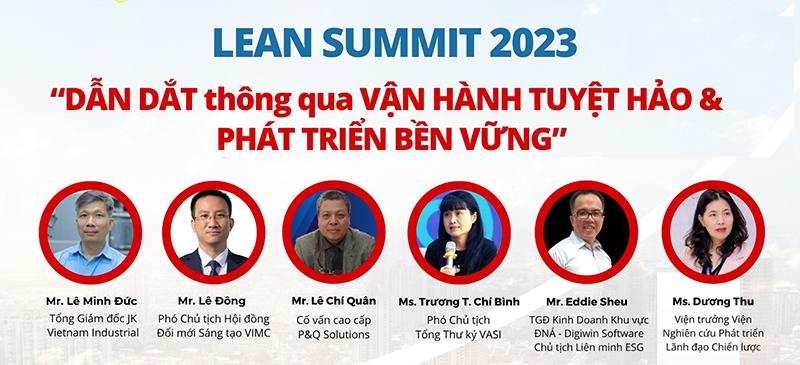 LEAN SUMMIT 2023
“DẪN DẮT thông qua VẬN HÀNH TUYỆT HẢO &
PHÁT TRIỂN BỀN VỮNG”
Mr. Lê Minh Đức
Tổng Giám đốc JK
Vietnam Industrial
Mr. Lê Đông
Phó Chủ tịch Hội đồng
Đổi mới Sáng tạo VIMC
Mr. Lê Chí Quân
Cố vấn cao cấp
P&Q Solutions
Ms. Trương T. Chí Bình
Phó Chủ tịch
Tổng Thư ký VASI
Mr. Eddie Sheu
TGĐ Kinh Doanh Khu vực
ĐNÁ - Digiwin Software
Chủ tịch Liên minh ESG
Ms. Dương Thu
Viện trưởng Viện
Nghiên cứu Phát triển
Lãnh đạo Chiến lược